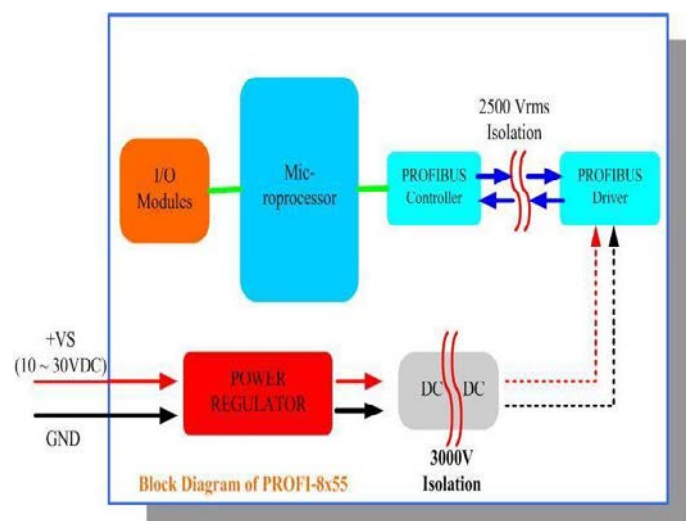 2500 Vrms
Isolation
I/O
Modules
Mic-
roprocessor
PROFIBUS
Controller
PROFIBUS
Driver
+VS
(10 ~ 30VDC)
GND
POWER
REGULATOR
DC DC
3000V
Isolation
Block Diagram of PROFI-8x55